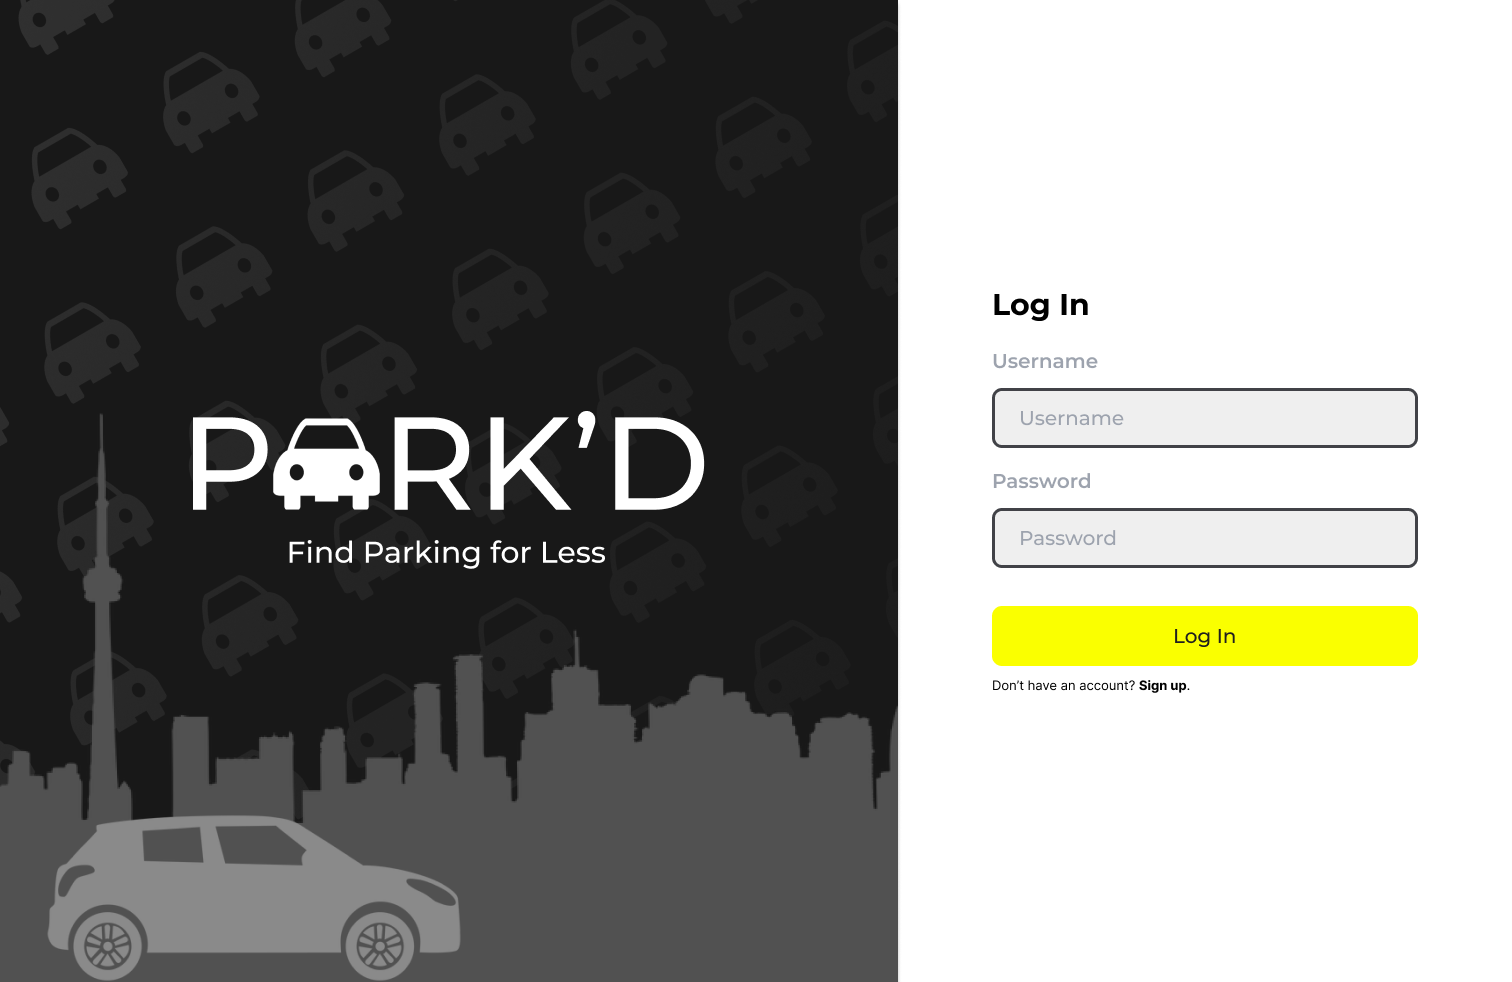 PARK’D
Find Parking for Less
Log In
Username
Username
Password
Password
Log In
Don’t have an account? Sign up.